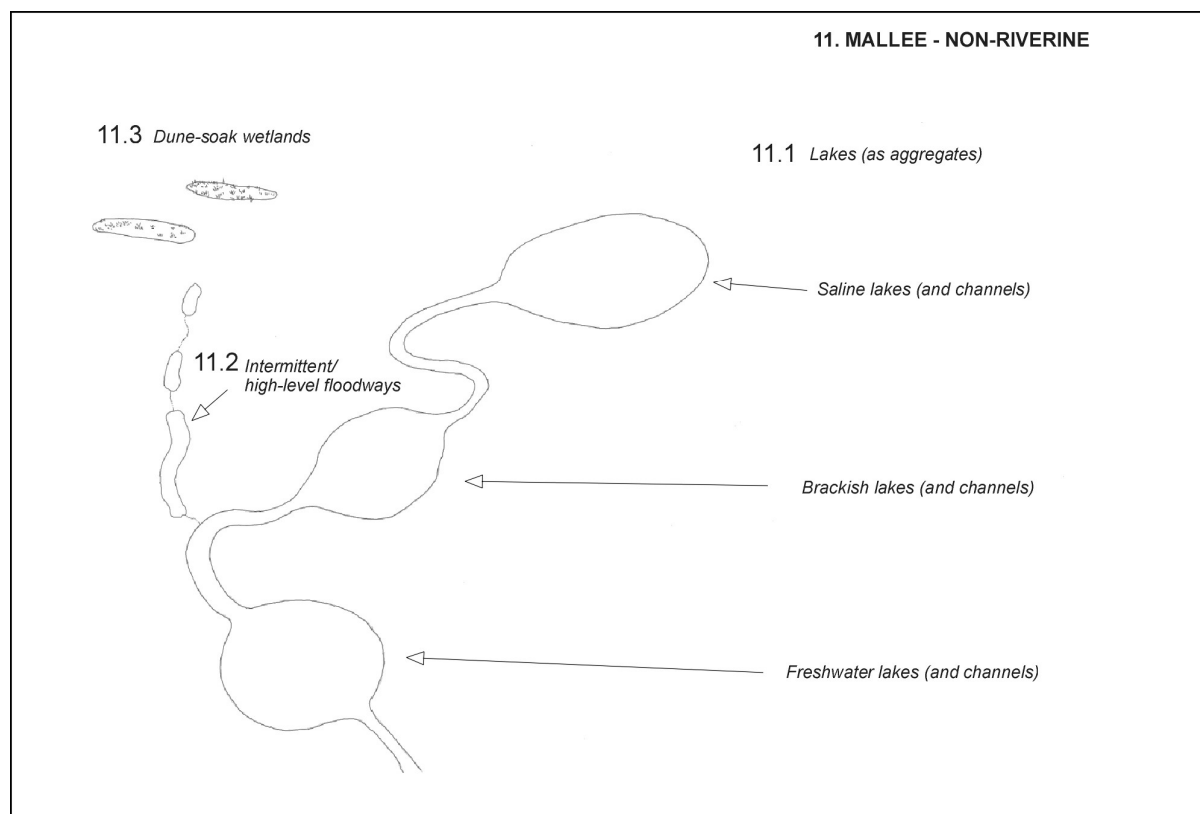 11. MALLEE - NON-RIVERINE
11.3 Dune-soak wetlands
11.1 Lakes (as aggregates)
Saline lakes (and channels)
11.2 Intermittent/
high-level floodways
Brackish lakes (and channels)
Freshwater lakes (and channels)